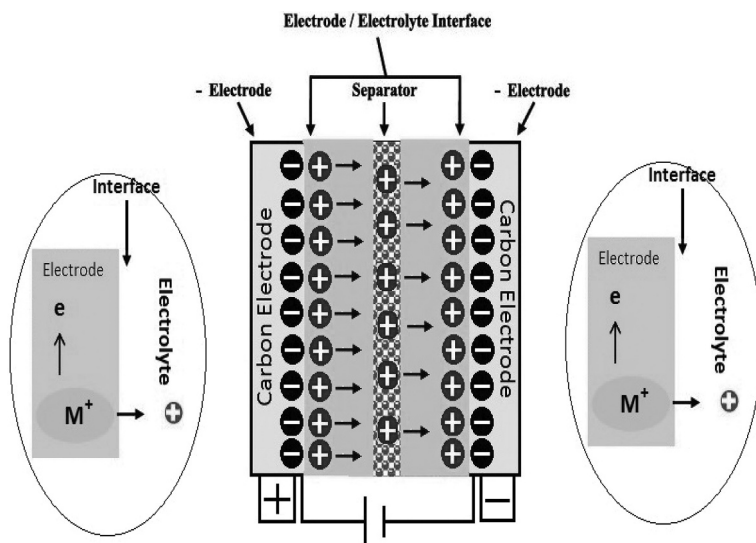 Electrode / Electrolyte Interface
- Electrode
Separator
- Electrode
Interface
Electrode
e
M+
Electrolyte
+
Carbon Electrode
- + + + -
- + + + -
- + + + -
- + + + -
- + + + -
- + + + -
- + -
- + -
- + -
Carbon Electrode
+
-
Interface
Electrode
e
M+
Electrolyte
+